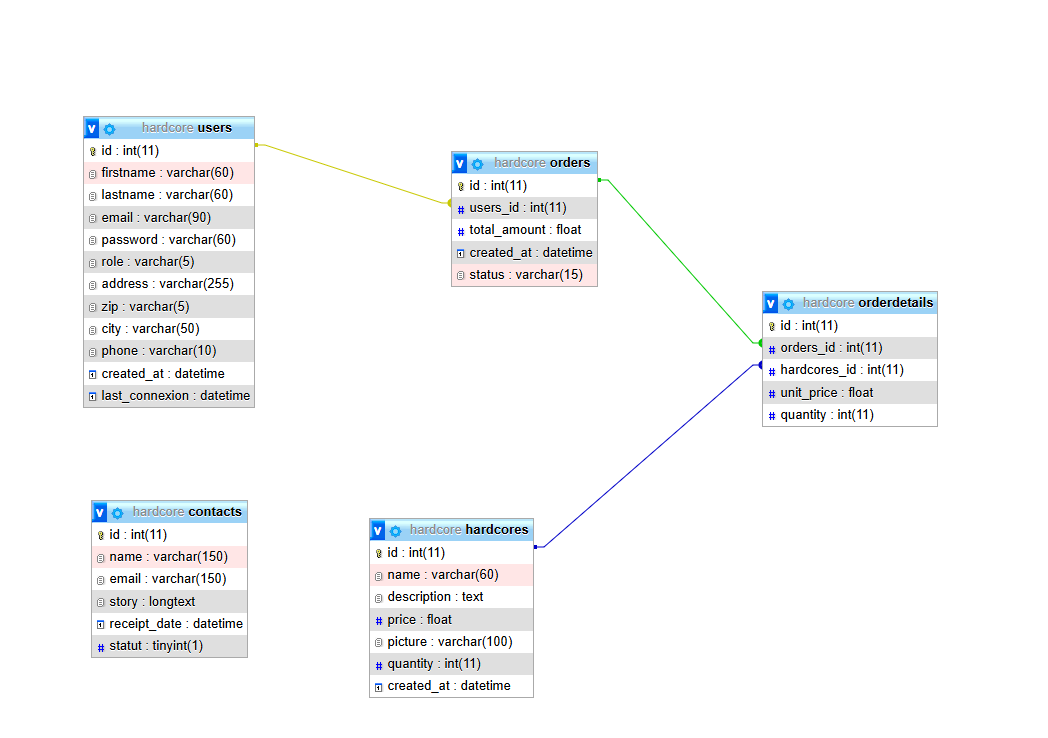 hardcore users
id : int(11)
firstname : varchar(60)
lastname : varchar(60)
email : varchar(90)
password : varchar(60)
role : varchar(5)
address : varchar(255)
zip : varchar(5)
city : varchar(50)
phone : varchar(10)
created_at : datetime
last_connexion : datetime
hardcore orders
id : int(11)
users_id : int(11)
total_amount : float
created_at : datetime
status : varchar(15)
hardcore orderdetails
id : int(11)
orders_id : int(11)
hardcores_id : int(11)
unit_price : float
quantity : int(11)
hardcore contacts
id : int(11)
name : varchar(150)
email : varchar(150)
story : longtext
receipt_date : datetime
statut : tinyint(1)
hardcore hardcores
id : int(11)
name : varchar(60)
description : text
price : float
picture : varchar(100)
quantity : int(11)
created_at : datetime